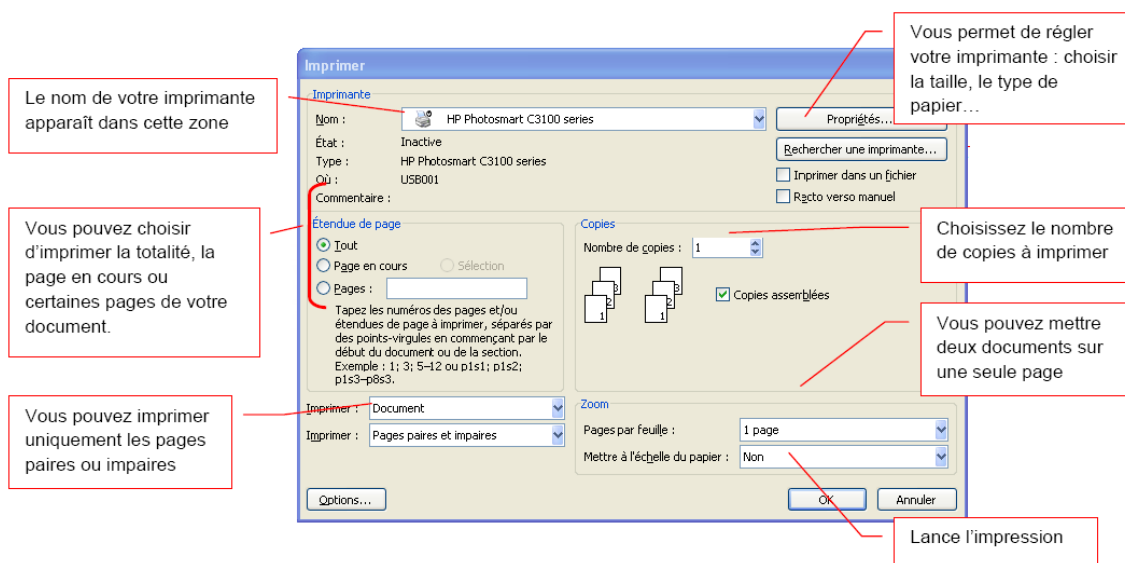 Vous permet de régler
votre imprimante : choisir
la taille, le type de
papier…
Le nom de votre imprimante
apparaît dans cette zone
Vous pouvez choisir
d’imprimer la totalité, la
page en cours ou
certaines pages de votre
document.
Vous pouvez imprimer
uniquement les pages
paires ou impaires
Imprimer
Imprimante
Nom : HP Photosmart C3100 series
Propriétés...
État : Inactive
Rechercher une imprimante...
Type : HP Photosmart C3100 series
Où : USB001
Commentaire :
Imprimer dans un fichier
Recto verso manuel
Étendue de page
Tout
Page en cours Sélection
Pages :
Tapez les numéros des pages et/ou
étendues de page à imprimer, séparés par
des points-virgules en commençant par le
début du document ou de la section.
Exemple : 1; 3; 5–12 ou p1s1; p1s2;
p1s3–p8s3.
Copies
Nombre de copies : 1
3 3
2 2
1 1
Copies assemblées
Imprimer : Document
Imprimer : Pages paires et impaires
Zoom
Pages par feuille : 1 page
Mettre à l'échelle du papier : Non
Options...
OK
Annuler
Choisissez le nombre
de copies à imprimer
Vous pouvez mettre
deux documents sur
une seule page
Lance l’impression